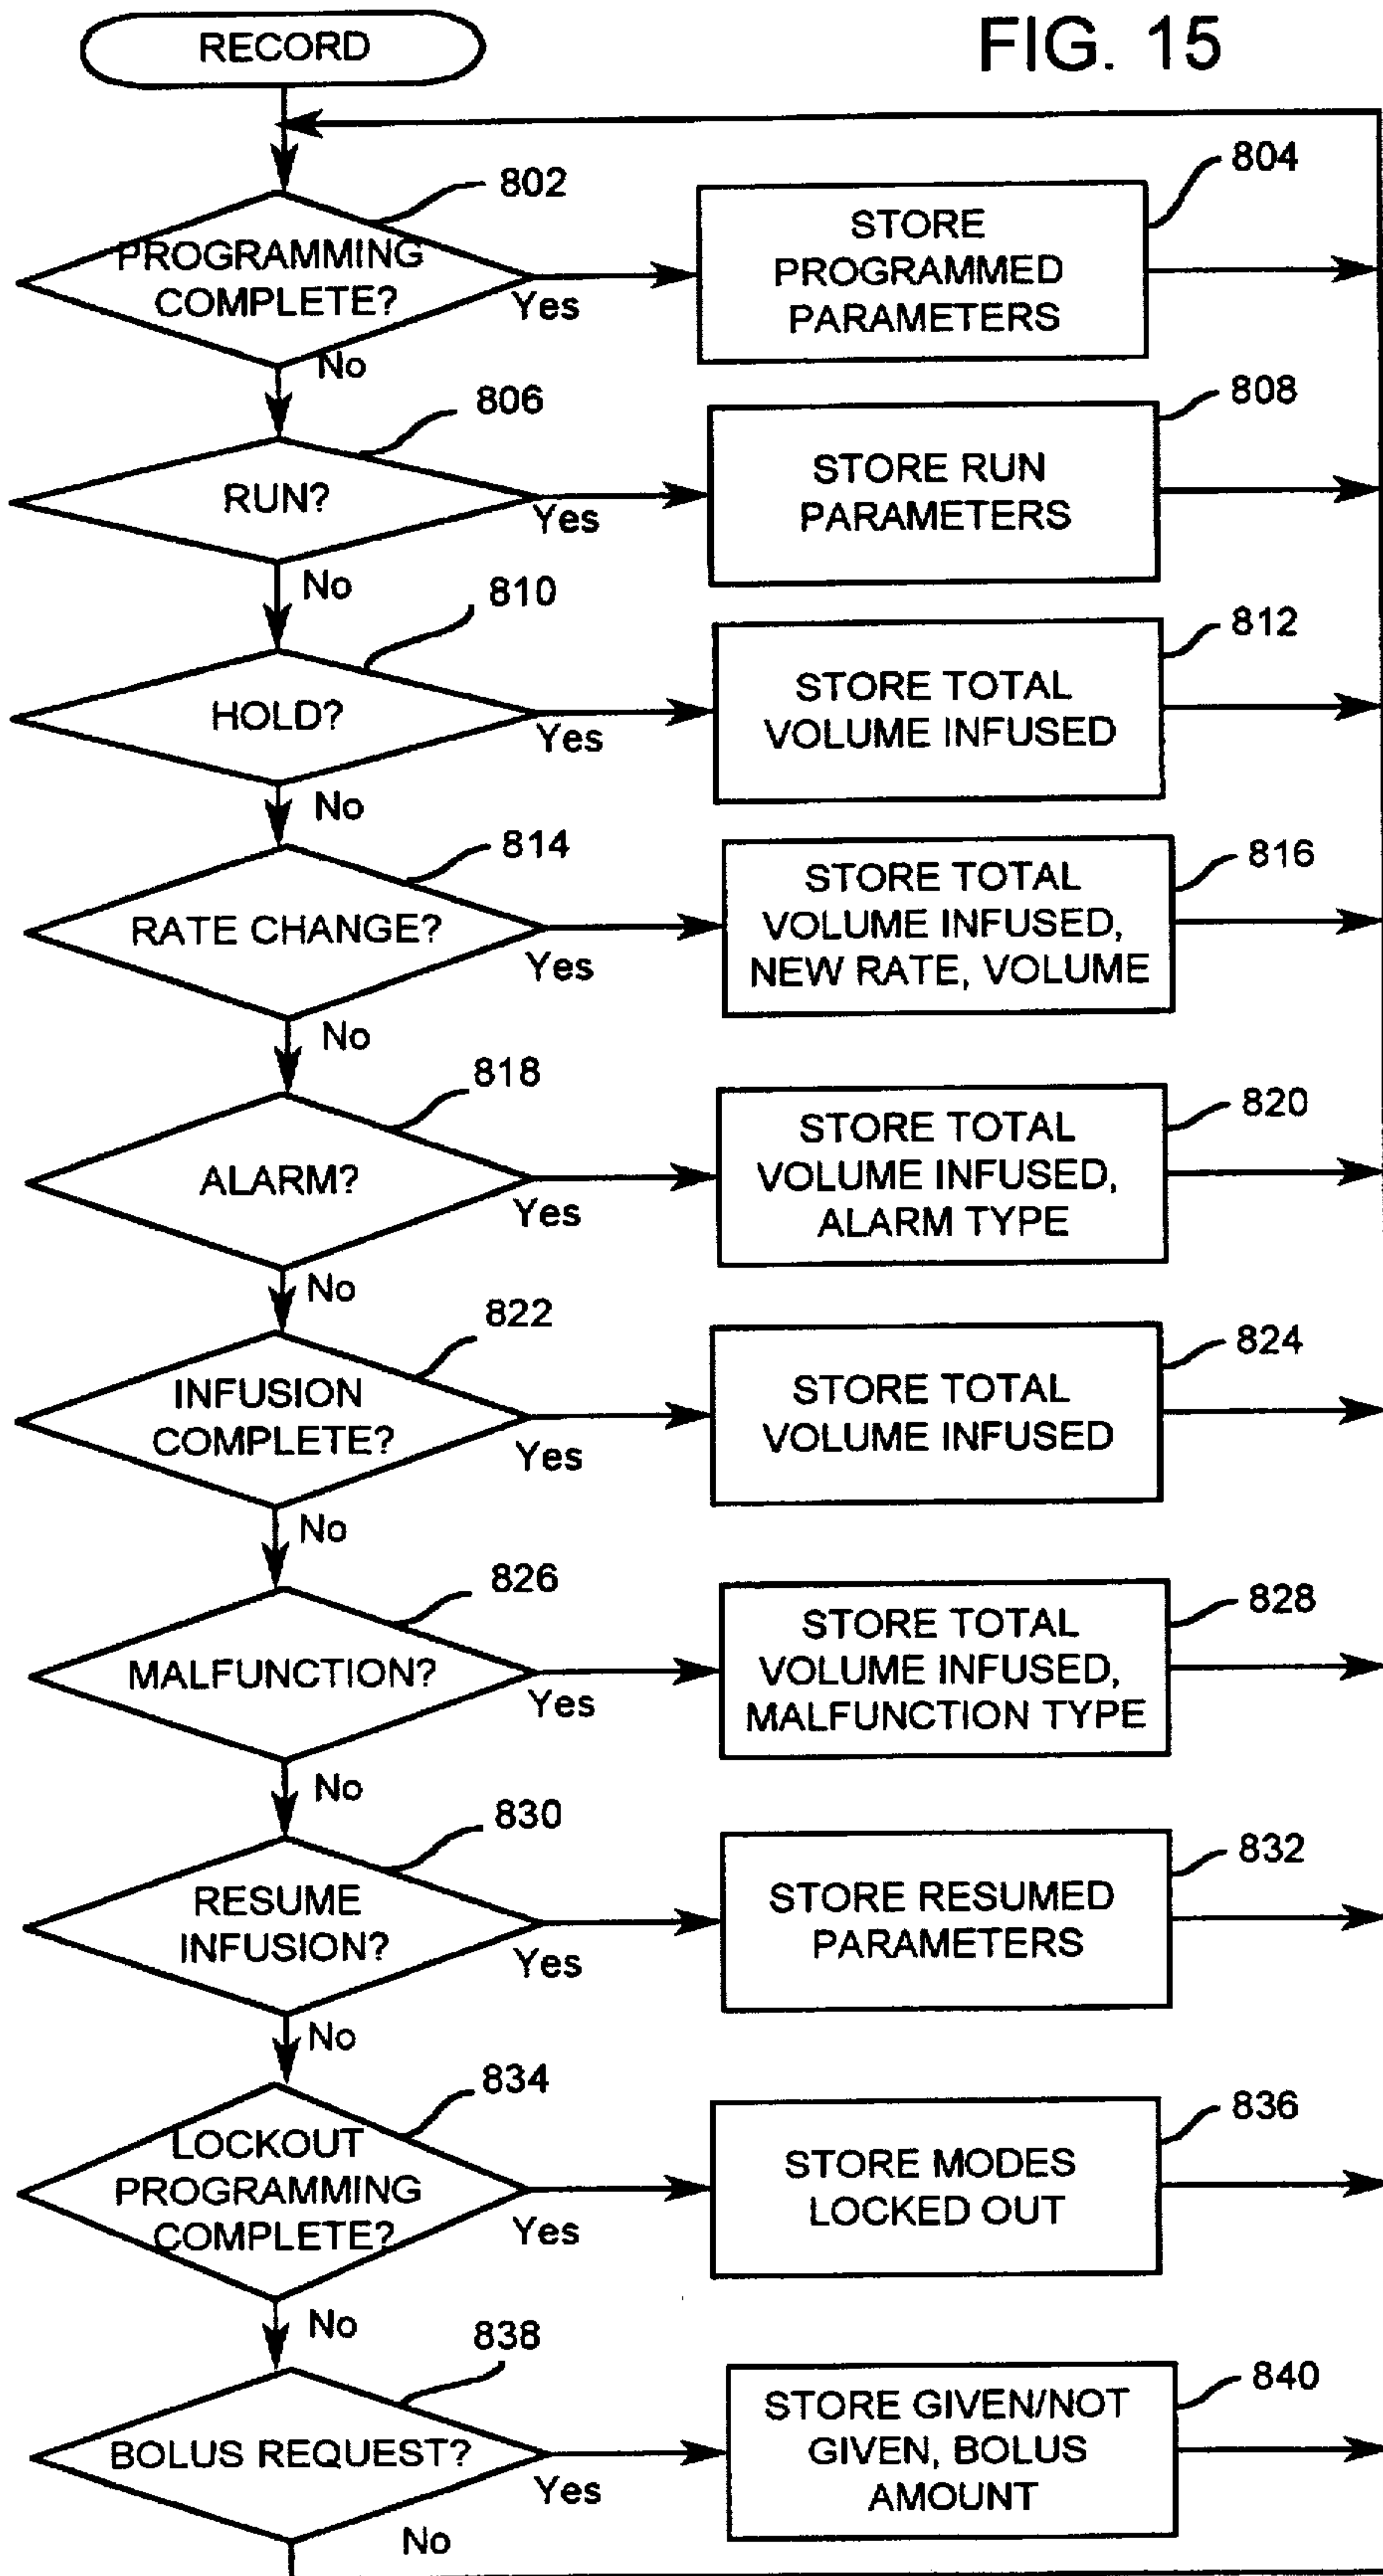 RECORD
FIG. 15
802
804
PROGRAMMING
COMPLETE?
Yes
No
STORE
PROGRAMMED
PARAMETERS
806
808
RUN?
Yes
No
STORE RUN
PARAMETERS
810
812
HOLD?
Yes
No
STORE TOTAL
VOLUME INFUSED
814
816
RATE CHANGE?
Yes
No
STORE TOTAL
VOLUME INFUSED,
NEW RATE, VOLUME
818
820
ALARM?
Yes
No
STORE TOTAL
VOLUME INFUSED,
ALARM TYPE
822
824
INFUSION
COMPLETE?
Yes
No
STORE TOTAL
VOLUME INFUSED
826
828
MALFUNCTION?
Yes
No
STORE TOTAL
VOLUME INFUSED,
MALFUNCTION TYPE
830
832
RESUME
INFUSION?
Yes
No
STORE RESUMED
PARAMETERS
834
836
LOCKOUT
PROGRAMMING
COMPLETE?
Yes
No
STORE MODES
LOCKED OUT
838
840
BOLUS REQUEST?
Yes
No
STORE GIVEN/NOT
GIVEN, BOLUS
AMOUNT